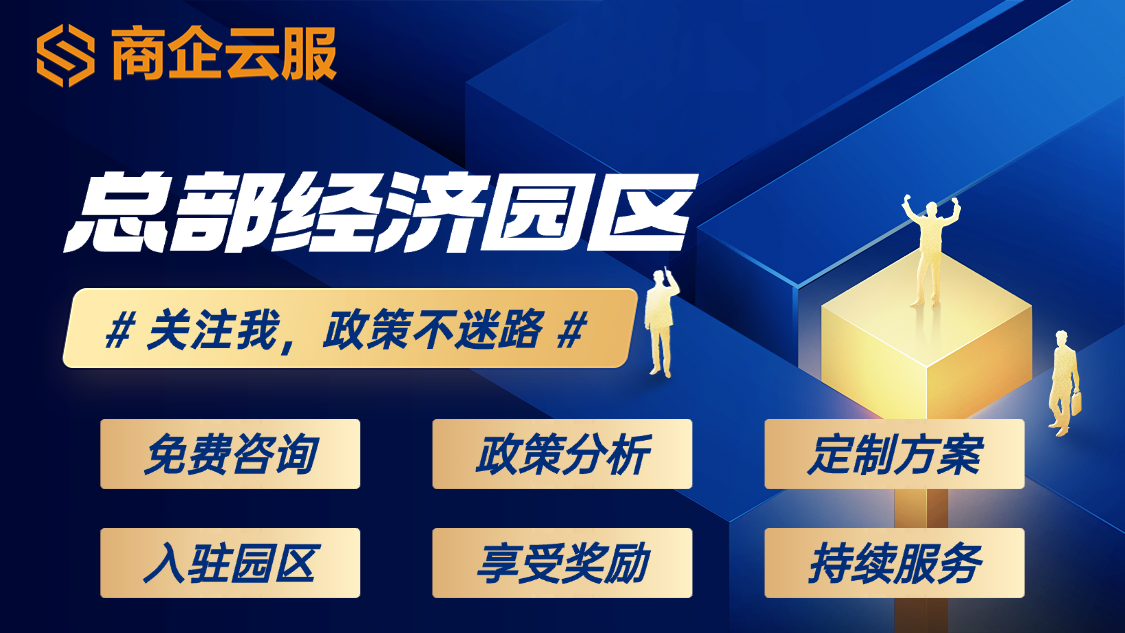 商企云服
总部经济园区
# 关注我，政策不迷路 #
免费咨询 政策分析 定制方案
入驻园区 享受奖励 持续服务